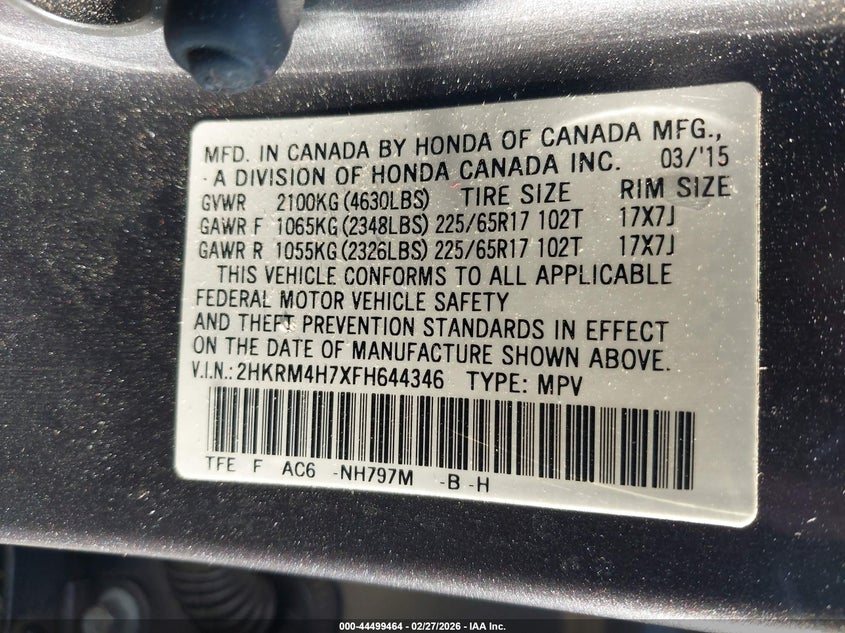 MFD. IN CANADA BY HONDA OF CANADA MFG.,
-A DIVISION OF HONDA CANADA INC. 03/'15
GVWR 2100KG(4630LBS) TIRE SIZE RIM SIZE
GAWR F 1065KG(2348LBS) 225/65R17 102T 17X7J
GAWR R 1055KG(2326LBS) 225/65R17 102T 17X7J
THIS VEHICLE CONFORMS TO ALL APPLICABLE
FEDERAL MOTOR VEHICLE SAFETY
AND THEFT PREVENTION STANDARDS IN EFFECT
ON THE DATE OF MANUFACTURE SHOWN ABOVE.
V.I.N.:2HKRM4H7XFH644346 TYPE: MPV
TFE F AC6 -NH797M -B -H
000-44499464 - 02/27/2026 - IAA Inc.